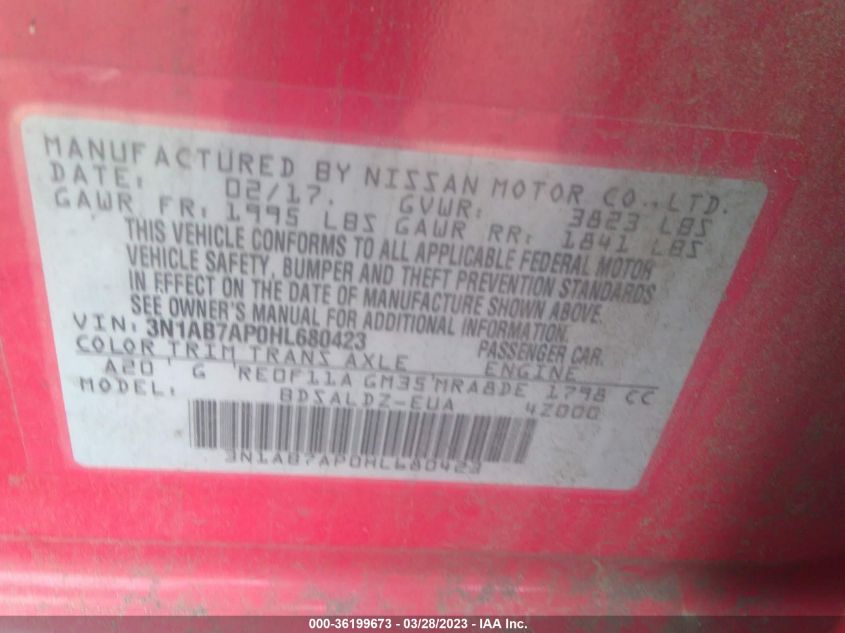 MANUFACTURED BY NISSAN MOTOR CO., LTD.
DATE: 02/17. GVWR: 3823 LBS
GAWR FR: 1995 LBS GAWR RR: 1841 LBS
THIS VEHICLE CONFORMS TO ALL APPLICABLE FEDERAL MOTOR
VEHICLE SAFETY, BUMPER AND THEFT PREVENTION STANDARDS
IN EFFECT ON THE DATE OF MANUFACTURE SHOWN ABOVE.
SEE OWNER'S MANUAL FOR ADDITIONAL INFORMATION.
VIN: 3N1AB7AP0HL680423 PASSENGER CAR.
COLOR TRIM TRANS AXLE ENGINE
A20 G RE0F11A GM35 MRA8DE 1798 CC
MODEL: BDSALDZ-EUA 4Z000
3N1AB7AP0HL680423
000-36199673 — 03/28/2023 — IAA Inc.